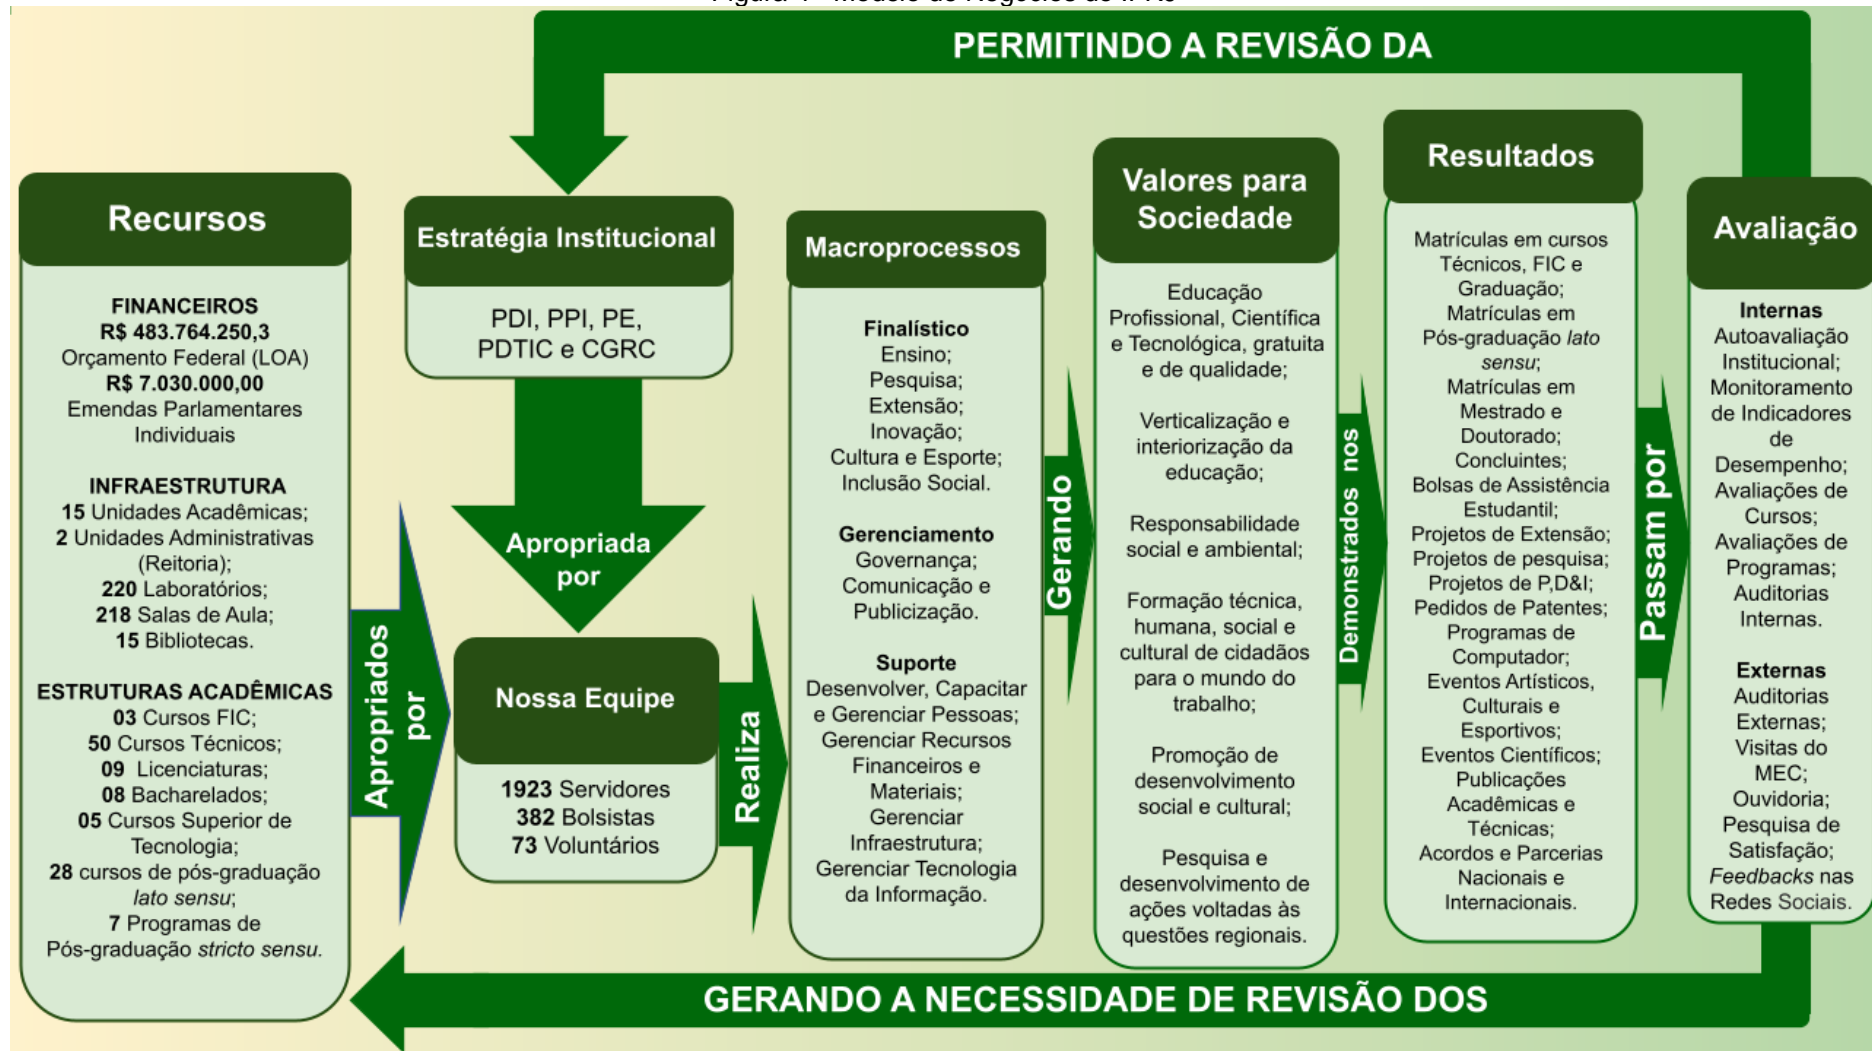 PERMITINDO A REVISÃO DA
Recursos
FINANCEIROS
R$ 483.764.250,3
Orçamento Federal (LOA)
R$ 7.030.000,00
Emendas Parlamentares
Individuais
INFRAESTRUTURA
15 Unidades Acadêmicas;
2 Unidades Administrativas
(Reitoria);
220 Laboratórios;
218 Salas de Aula;
15 Bibliotecas.
ESTRUTURAS ACADÊMICAS
03 Cursos FIC;
50 Cursos Técnicos;
09 Licenciaturas;
08 Bacharelados;
05 Cursos Superior de
Tecnologia;
28 cursos de pós-graduação
lato sensu;
7 Programas de
Pós-graduação stricto sensu.
Apropriados
por
Estratégia Institucional
PDI, PPI, PE,
PDTIC e CGRC
Apropriada
por
Nossa Equipe
1923 Servidores
382 Bolsistas
73 Voluntários
Realiza
Macroprocessos
Finalístico
Ensino;
Pesquisa;
Extensão;
Inovação;
Cultura e Esporte;
Inclusão Social.
Gerenciamento
Governança;
Comunicação e
Publicização.
Suporte
Desenvolver, Capacitar
e Gerenciar Pessoas;
Gerenciar Recursos
Financeiros e
Materiais;
Gerenciar
Infraestrutura;
Gerenciar Tecnologia
da Informação.
Gerando
Valores para
Sociedade
Educação
Profissional, Científica
e Tecnológica, gratuita
e de qualidade;
Verticalização e
interiorização da
educação;
Responsabilidade
social e ambiental;
Formação técnica,
humana, social e
cultural de cidadãos
para o mundo do
trabalho;
Promoção de
desenvolvimento
social e cultural;
Pesquisa e
desenvolvimento de
ações voltadas às
questões regionais.
Demonstrados nos
Resultados
Matrículas em cursos
Técnicos, FIC e
Graduação;
Matrículas em
Pós-graduação lato
sensu;
Matrículas em
Mestrado e
Doutorado;
Concluintes;
Bolsas de Assistência
Estudantil;
Projetos de Extensão;
Projetos de pesquisa;
Projetos de P,D&I;
Pedidos de Patentes;
Programas de
Computador;
Eventos Artísticos,
Culturais e
Esportivos;
Eventos Científicos;
Publicações
Acadêmicas e
Técnicas;
Acordos e Parcerias
Nacionais e
Internacionais.
Passam por
Avaliação
Internas
Autoavaliação
Institucional;
Monitoramento
de Indicadores
de
Desempenho;
Avaliações de
Cursos;
Avaliações de
Programas;
Auditorias
Internas.
Externas
Auditorias
Externas;
Visitas do
MEC;
Ouvidoria;
Pesquisa de
Satisfação;
Feedbacks nas
Redes Sociais.
GERANDO A NECESSIDADE DE REVISÃO DOS